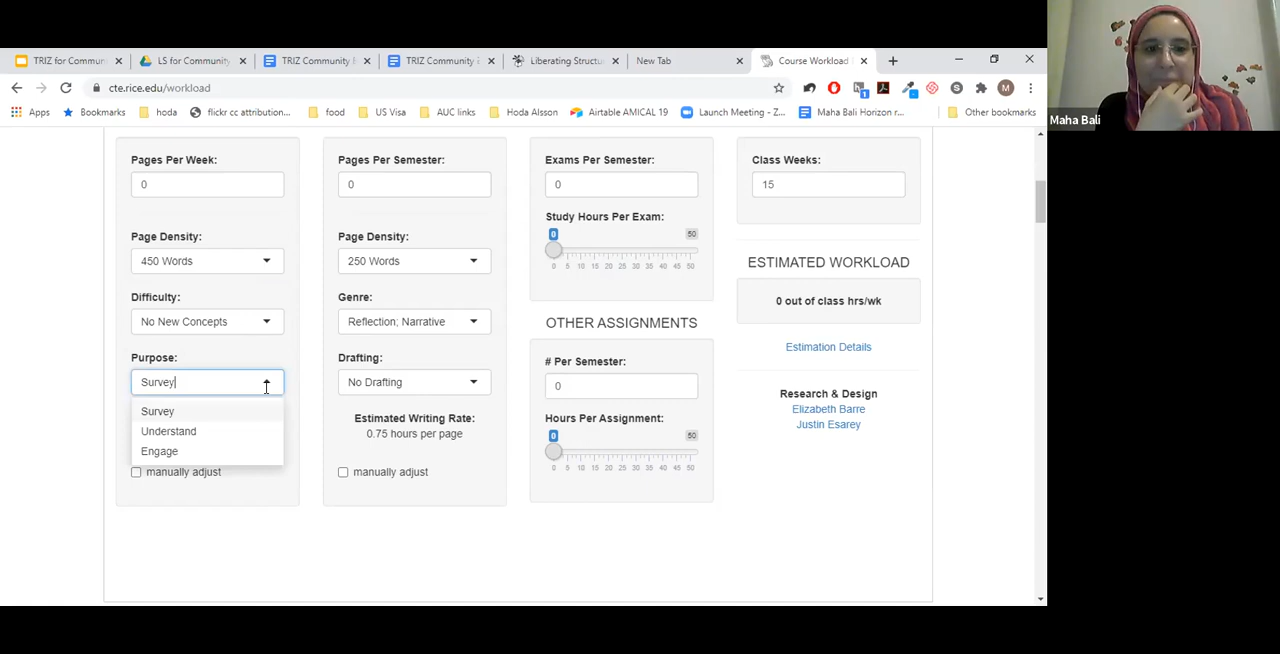 TRIZ for Commun
LS for Community
TRIZ Community
TRIZ Community
Liberating Structu
New Tab
Course Workload
cte.rice.edu/workload
M
Apps
Bookmarks
hoda
flickr cc attribution...
food
US Visa
AUC links
Hoda Alsson
Airtable AMICAL 19
Launch Meeting - Z...
Maha Bali Horizon r...
Other bookmarks
Maha Bali
Pages Per Week:
0
Page Density:
450 Words
Difficulty:
No New Concepts
Purpose:
Survey
Survey
Understand
Engage
manually adjust
Pages Per Semester:
0
Page Density:
250 Words
Genre:
Reflection; Narrative
Drafting:
No Drafting
Estimated Writing Rate:
0.75 hours per page
manually adjust
Exams Per Semester:
0
Study Hours Per Exam:
0 50
0 5 10 15 20 25 30 35 40 45 50
OTHER ASSIGNMENTS
# Per Semester:
0
Hours Per Assignment:
0 50
0 5 10 15 20 25 30 35 40 45 50
Class Weeks:
15
ESTIMATED WORKLOAD
0 out of class hrs/wk
Estimation Details
Research & Design
Elizabeth Barre
Justin Esarey